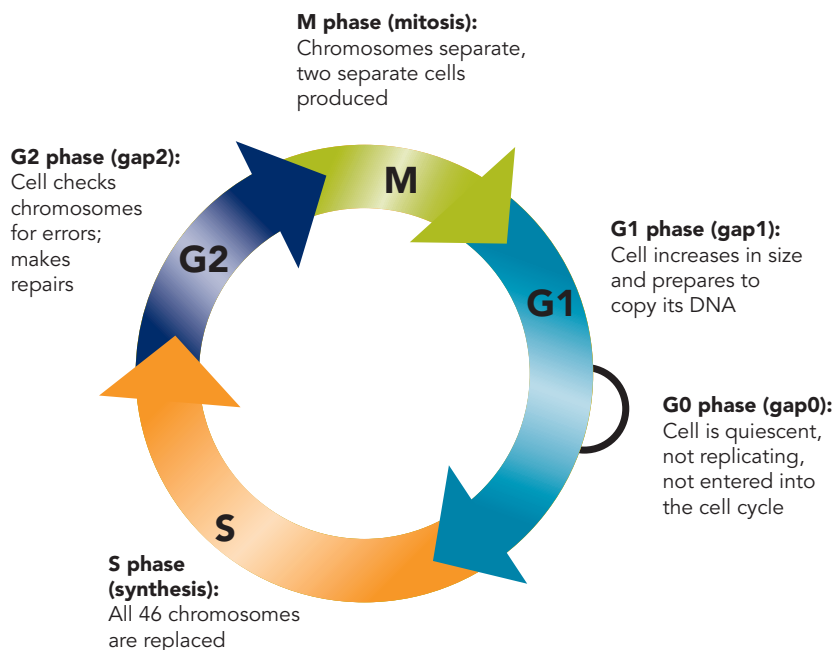 M phase (mitosis):
Chromosomes separate,
two separate cells
produced
G2 phase (gap2):
Cell checks
chromosomes
for errors;
makes
repairs
M
G2
G1
G1 phase (gap1):
Cell increases in size
and prepares to
copy its DNA
G0 phase (gap0):
Cell is quiescent,
not replicating,
not entered into
the cell cycle
S
S phase
(synthesis):
All 46 chromosomes
are replaced